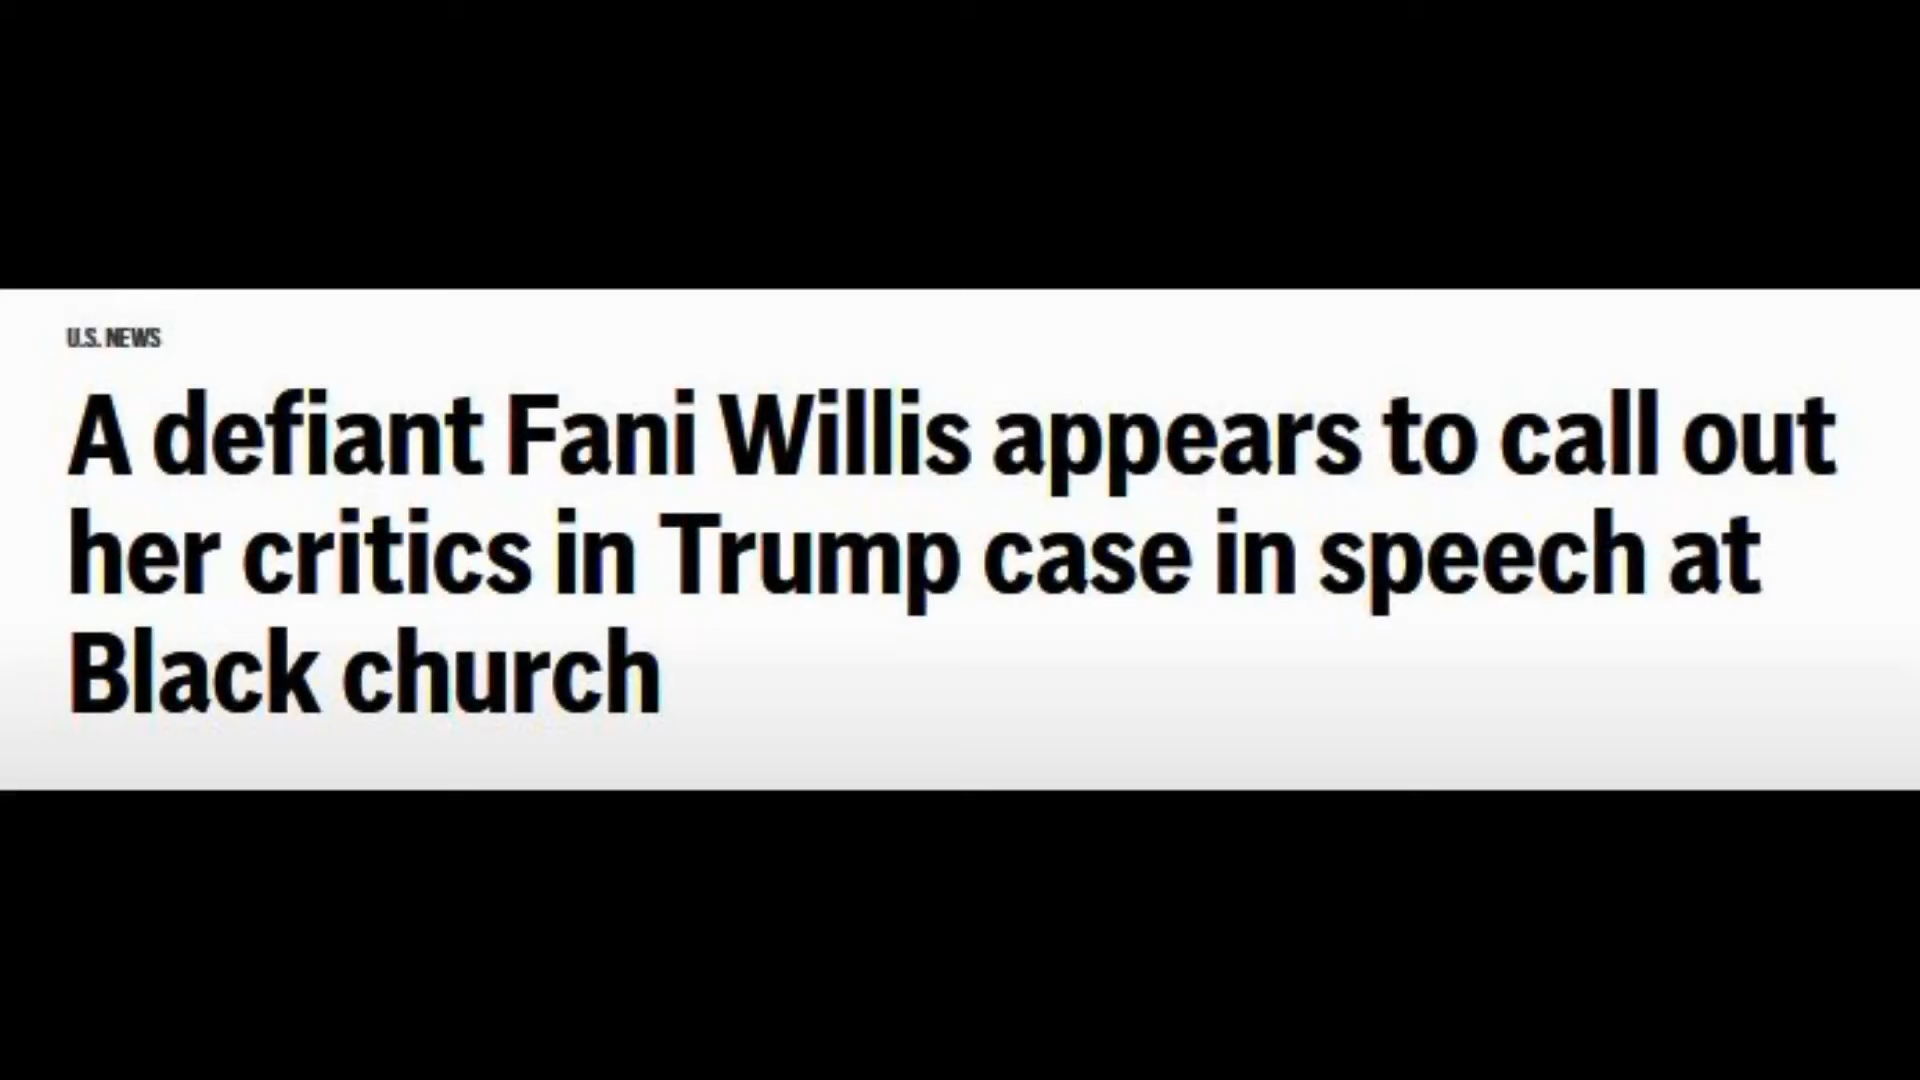 U.S. NEWS
A defiant Fani Willis appears to call out
her critics in Trump case in speech at
Black church